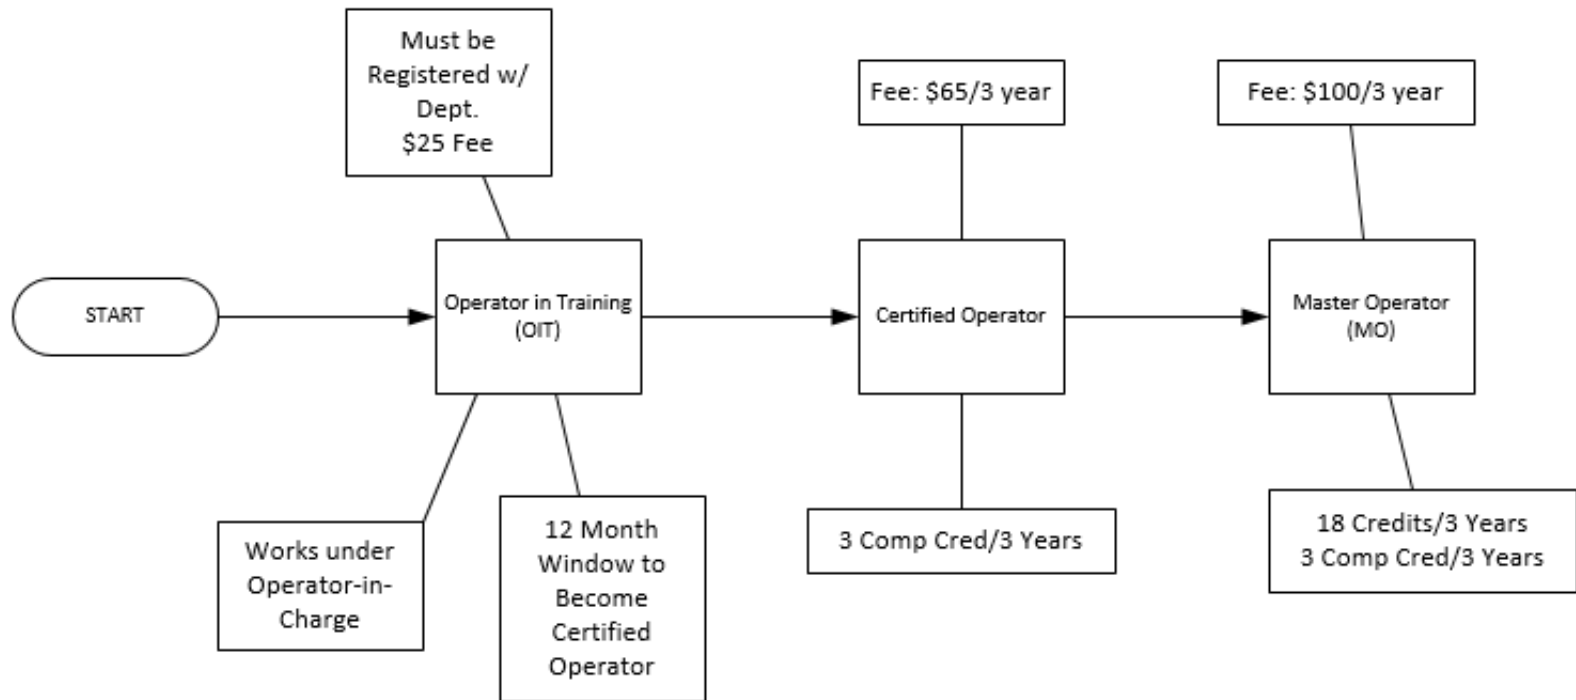 Must be
Registered w/
Dept.
$25 Fee
Fee: $65/3 year
Fee: $100/3 year
START
Operator in Training
(OIT)
Certified Operator
Master Operator
(MO)
Works under
Operator-in-
Charge
12 Month
Window to
Become
Certified
Operator
3 Comp Cred/3 Years
18 Credits/3 Years
3 Comp Cred/3 Years